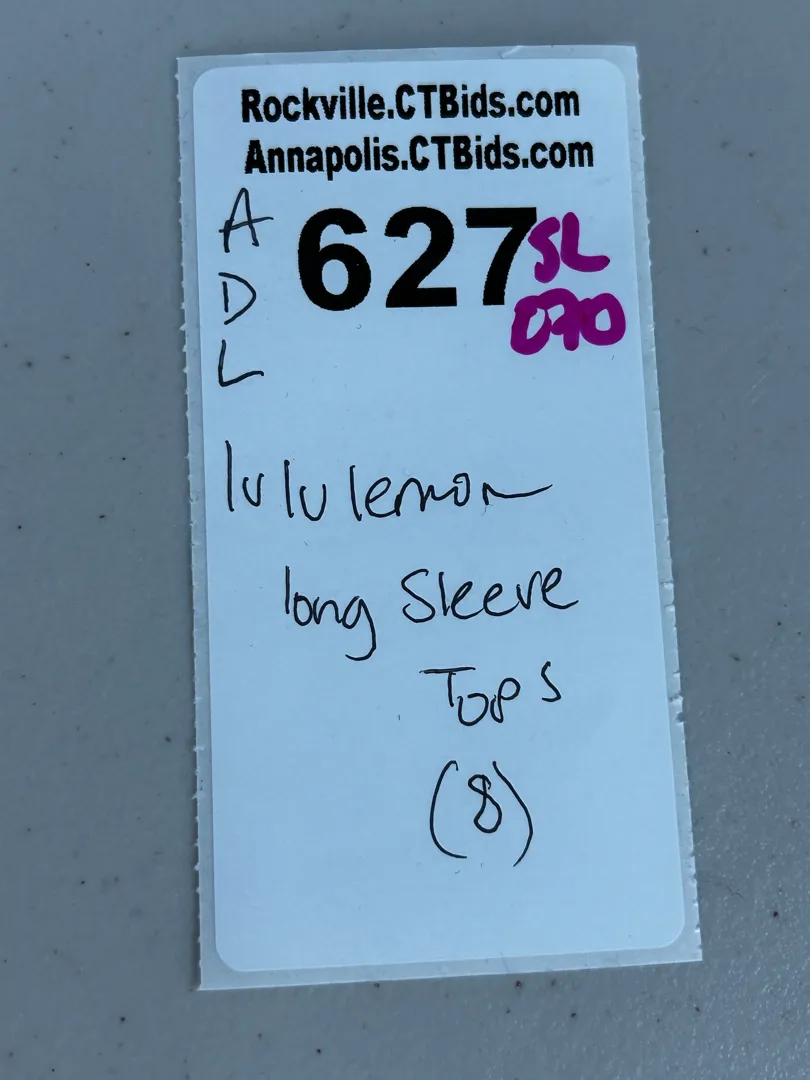 Rockville.CTBids.com
Annapolis.CTBids.com
A
D
L
627
SL
070
lululemon
long Sleeve
Tops
(8)